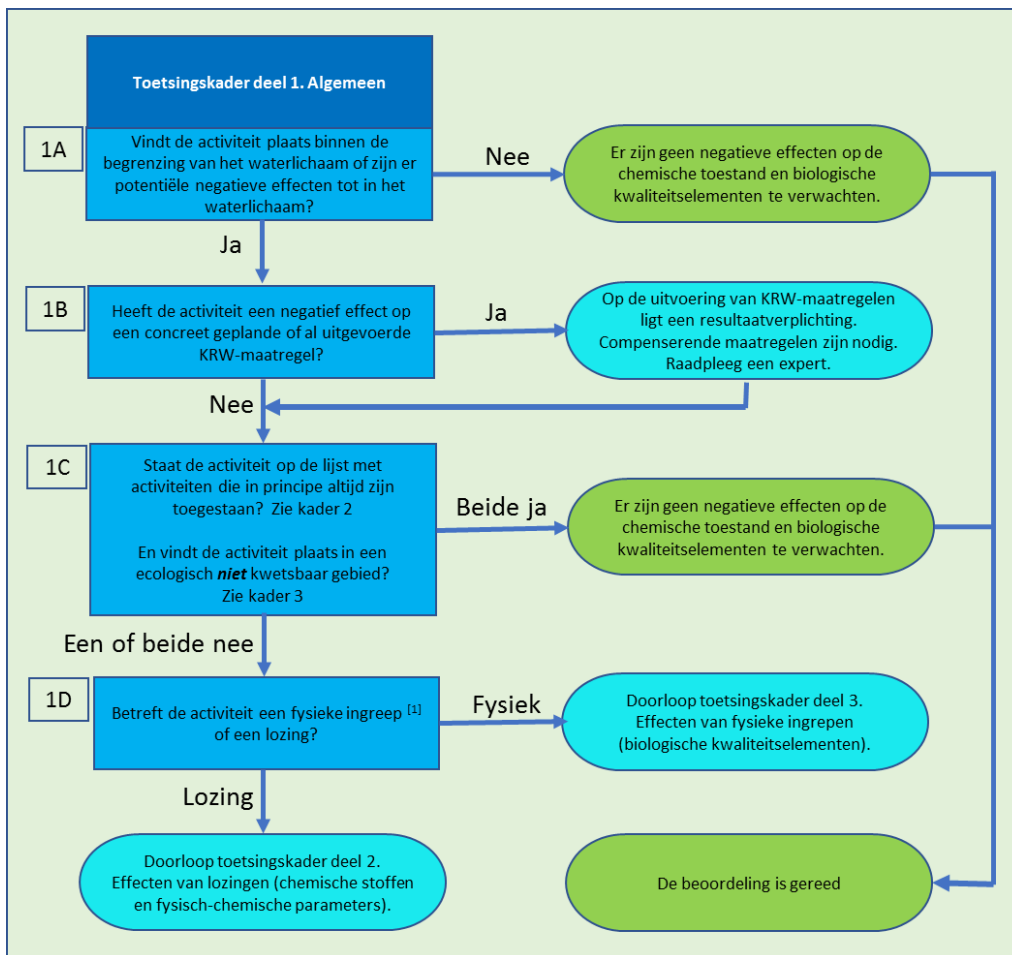 Toetsingskader deel 1. Algemeen
1A
Vindt de activiteit plaats binnen de
begrenzing van het waterlichaam of zijn er
potentiële negatieve effecten tot in het
waterlichaam?
Nee
Er zijn geen negatieve effecten op de
chemische toestand en biologische
kwaliteitselementen te verwachten.
Ja
1B
Heeft de activiteit een negatief effect op
een concreet geplande of al uitgevoerde
KRW-maatregel?
Ja
Op de uitvoering van KRW-maatregelen
ligt een resultaatverplichting.
Compenserende maatregelen zijn nodig.
Raadpleeg een expert.
Nee
1C
Staat de activiteit op de lijst met
activiteiten die in principe altijd zijn
toegestaan? Zie kader 2
En vindt de activiteit plaats in een
ecologisch niet kwetsbaar gebied?
Zie kader 3
Beide ja
Er zijn geen negatieve effecten op de
chemische toestand en biologische
kwaliteitselementen te verwachten.
Een of beide nee
1D
Betreft de activiteit een fysieke ingreep [1]
of een lozing?
Fysiek
Doorloop toetsingskader deel 3.
Effecten van fysieke ingrepen
(biologische kwaliteitselementen).
Lozing
Doorloop toetsingskader deel 2.
Effecten van lozingen (chemische stoffen
en fysisch-chemische parameters).
De beoordeling is gereed